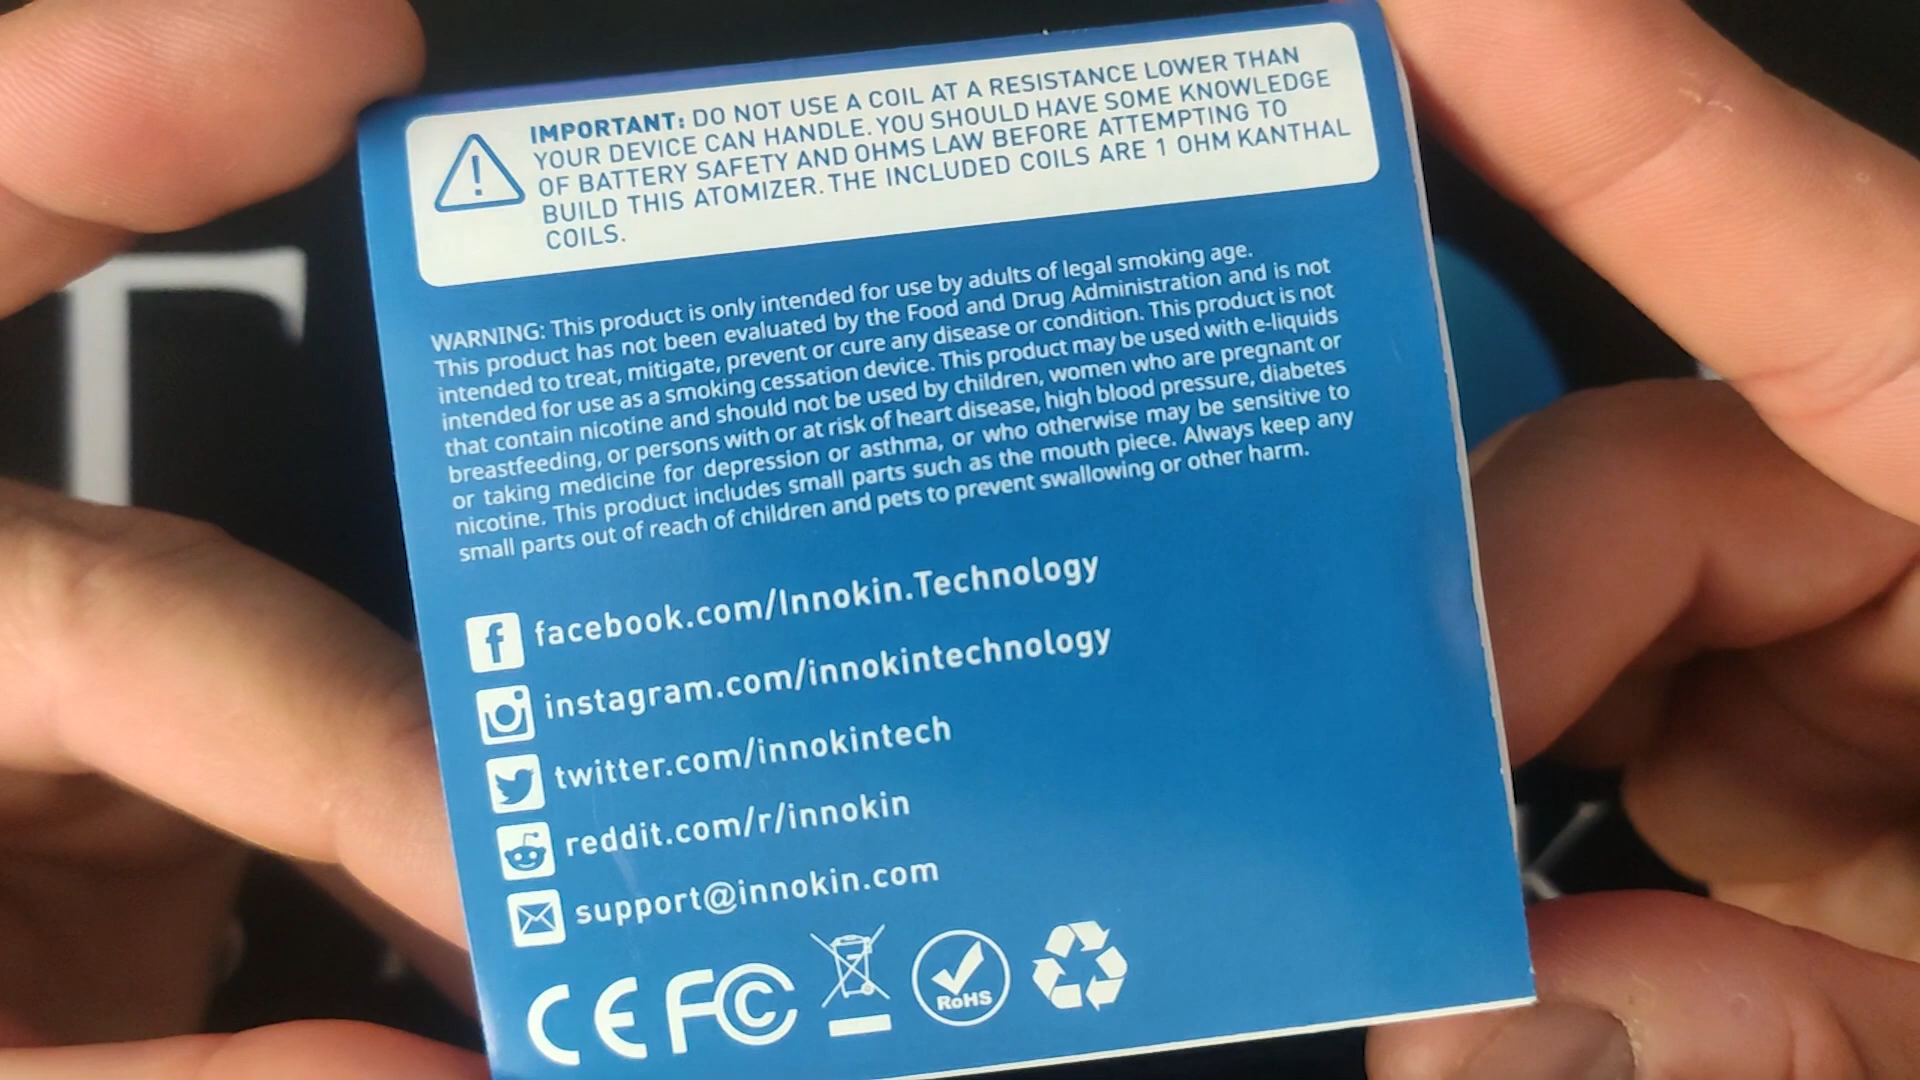 IMPORTANT: DO NOT USE A COIL AT A RESISTANCE LOWER THAN
YOUR DEVICE CAN HANDLE. YOU SHOULD HAVE SOME KNOWLEDGE
OF BATTERY SAFETY AND OHMS LAW BEFORE ATTEMPTING TO
BUILD THIS ATOMIZER. THE INCLUDED COILS ARE 1 OHM KANTHAL
COILS.
WARNING: This product is only intended for use by adults of legal smoking age.
This product has not been evaluated by the Food and Drug Administration and is not
intended to treat, mitigate, prevent or cure any disease or condition. This product is not
intended for use as a smoking cessation device. This product may be used with e-liquids
that contain nicotine and should not be used by children, women who are pregnant or
breastfeeding, or persons with or at risk of heart disease, high blood pressure, diabetes
or taking medicine for depression or asthma, or who otherwise may be sensitive to
nicotine. This product includes small parts such as the mouth piece. Always keep any
small parts out of reach of children and pets to prevent swallowing or other harm.
facebook.com/Innokin.Technology
instagram.com/innokintechnology
twitter.com/innokintech
reddit.com/r/innokin
support@innokin.com
CE FC RoHS